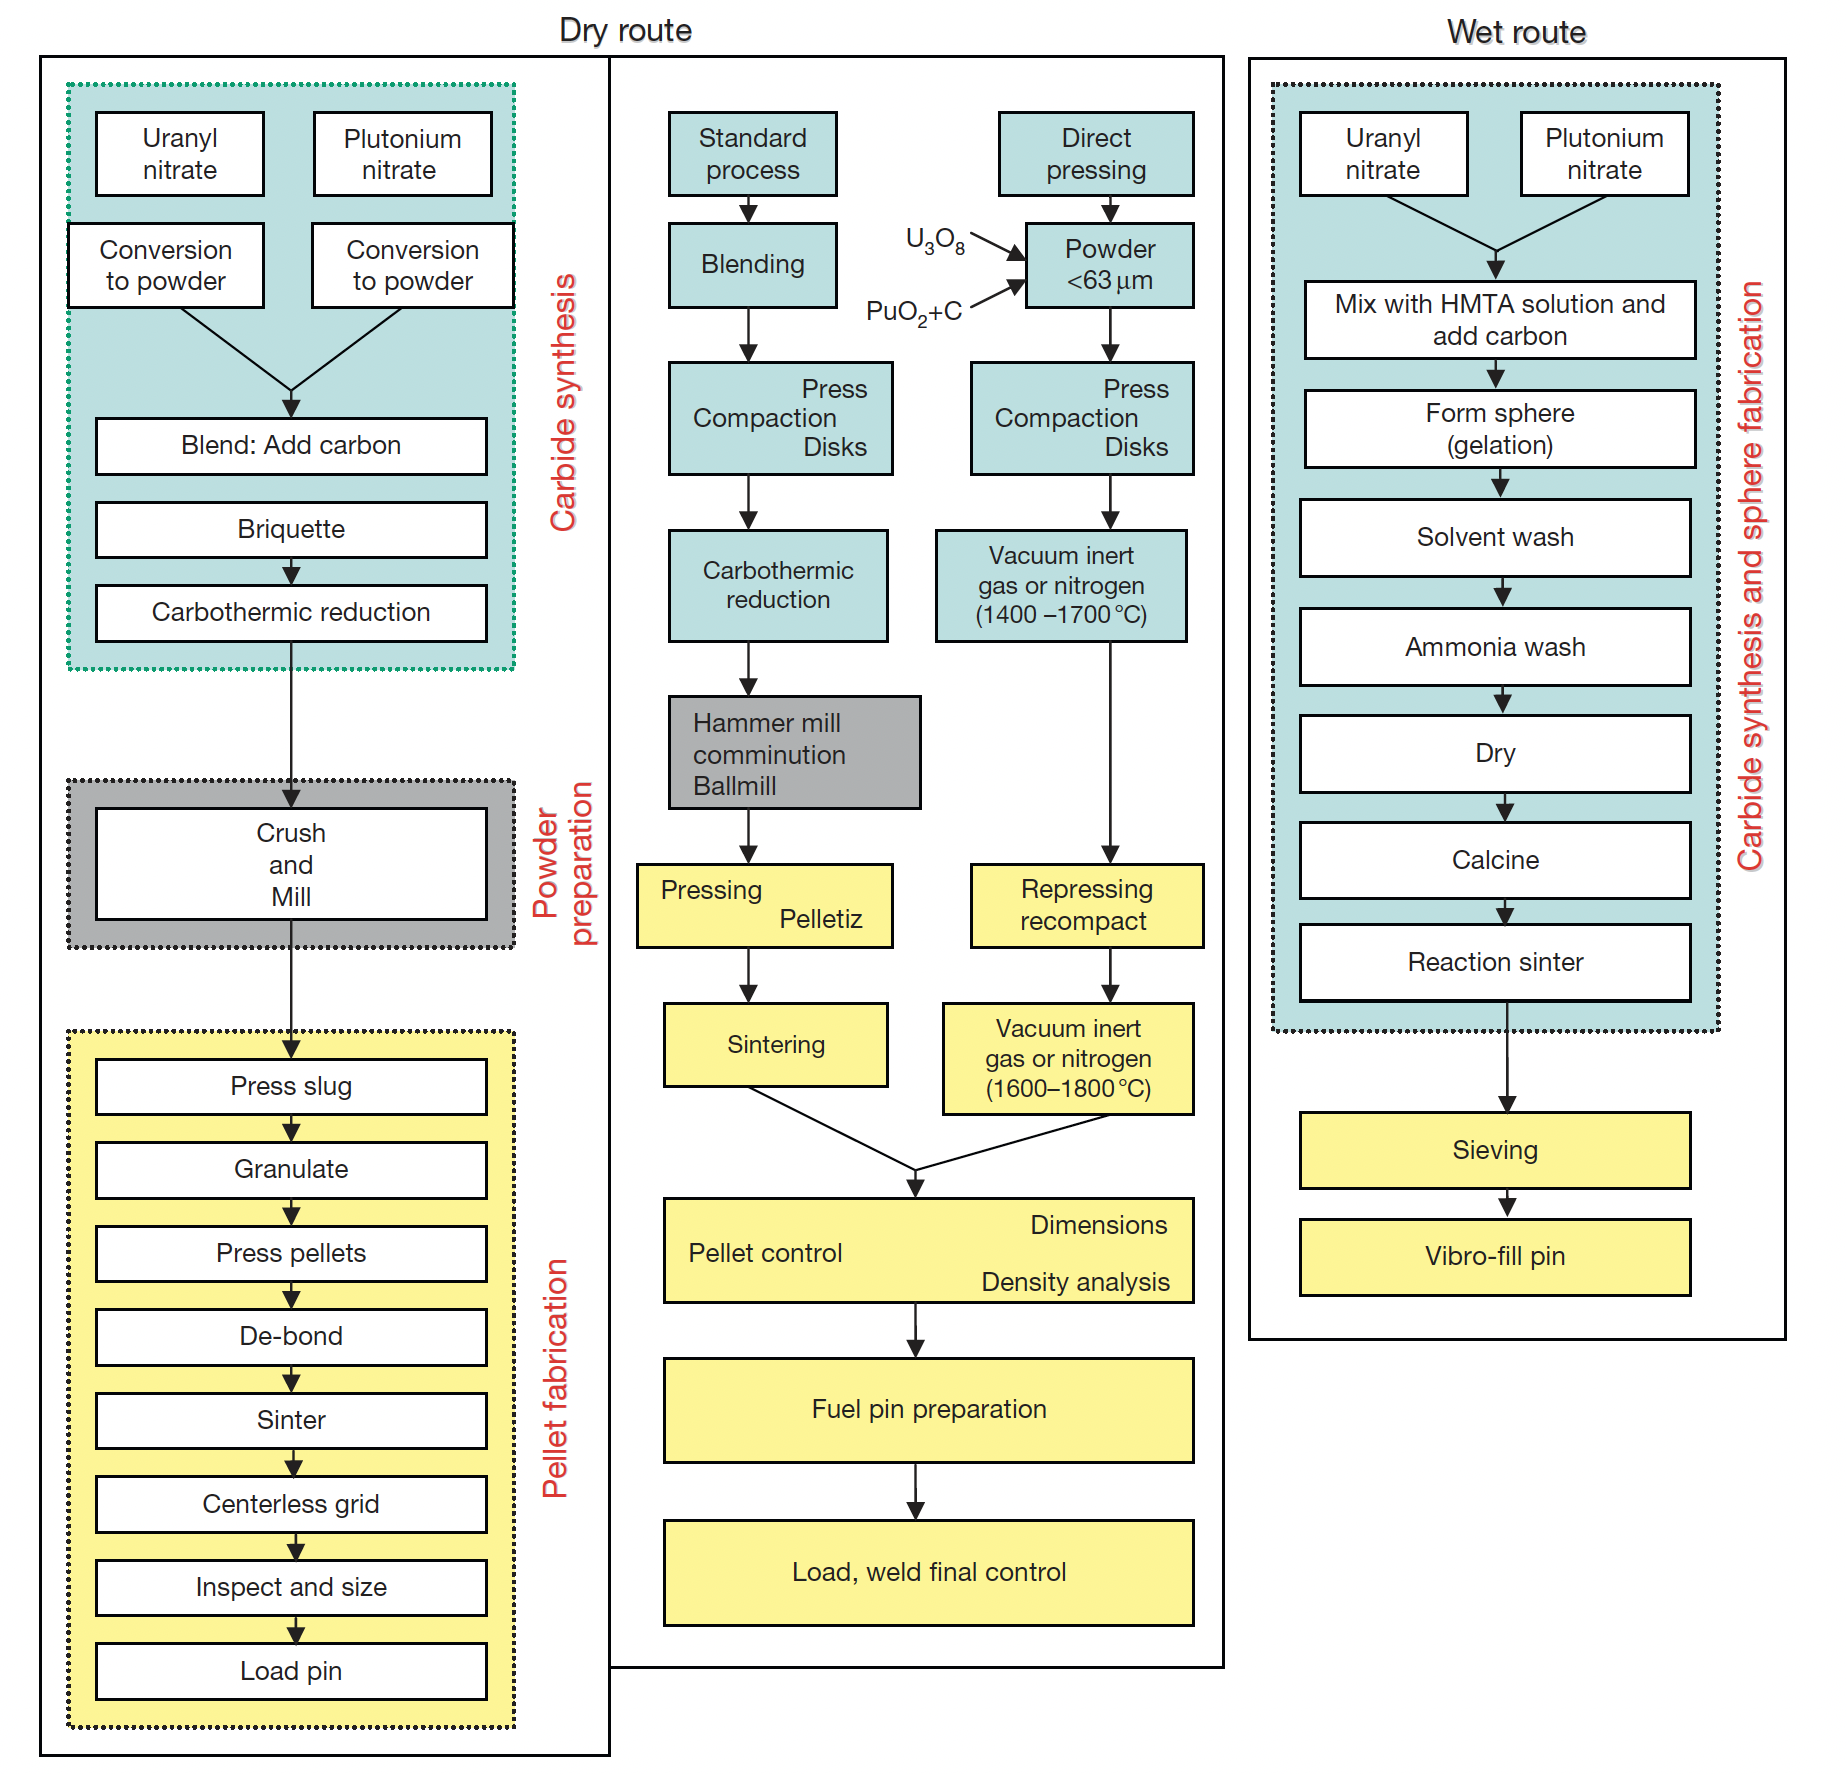 Dry route
Uranyl
nitrate
Plutonium
nitrate
Conversion
to powder
Conversion
to powder
Blend: Add carbon
Briquette
Carbothermic reduction
Carbide synthesis
Crush
and
Mill
Powder
preparation
Press slug
Granulate
Press pellets
De-bond
Sinter
Centerless grid
Inspect and size
Load pin
Pellet fabrication
Standard
process
Blending
Press
Compaction
Disks
Carbothermic
reduction
Hammer mill
comminution
Ballmill
Pressing
Pelletiz
Sintering
Direct
pressing
U₃O₈
PuO₂+C
Powder
<63 µm
Press
Compaction
Disks
Vacuum inert
gas or nitrogen
(1400 –1700 °C)
Repressing
recompact
Vacuum inert
gas or nitrogen
(1600–1800 °C)
Pellet control
Dimensions
Density analysis
Fuel pin preparation
Load, weld final control
Wet route
Uranyl
nitrate
Plutonium
nitrate
Mix with HMTA solution and
add carbon
Form sphere
(gelation)
Solvent wash
Ammonia wash
Dry
Calcine
Reaction sinter
Carbide synthesis and sphere fabrication
Sieving
Vibro-fill pin